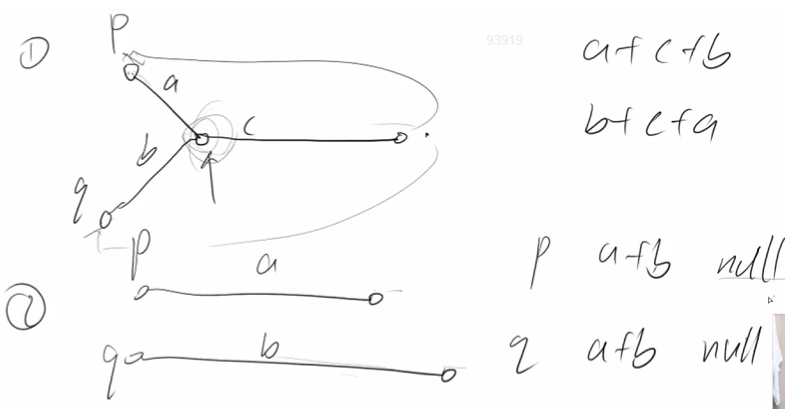 p
① 93919 a+c+b
a
c
b b+c+a
q
p a p a+b null
②
q b q a+b null